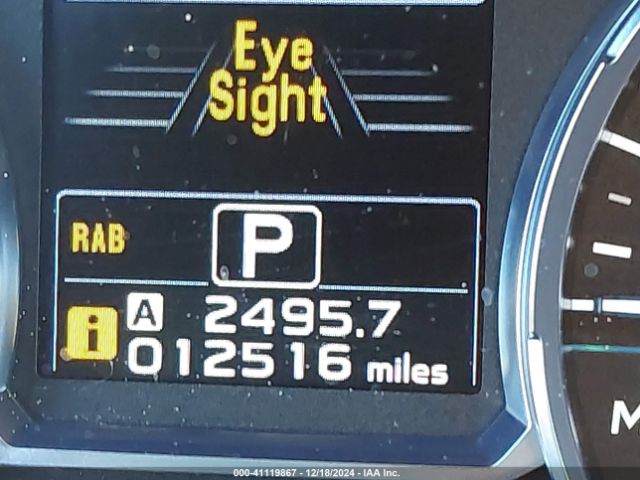 Eye
Sight
RAB P
i A 2495.7
012516 miles
M
000-41119867 - 12/18/2024 - IAA Inc.